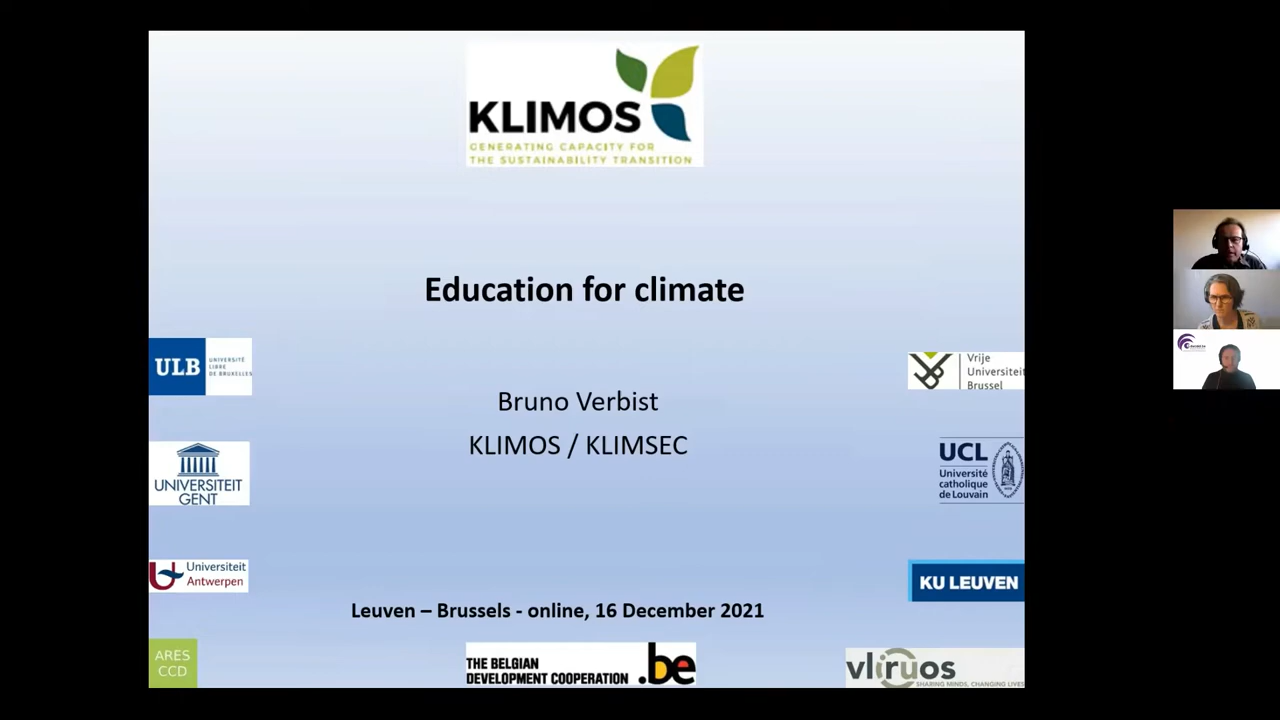 KLIMOS
GENERATING CAPACITY FOR
THE SUSTAINABILITY TRANSITION
Education for climate
ULB
UNIVERSITÉ
LIBRE
DE BRUXELLES
Vrije
Universiteit
Brussel
Bruno Verbist
KLIMOS / KLIMSEC
UNIVERSITEIT
GENT
UCL
Université
catholique
de Louvain
Universiteit
Antwerpen
KU LEUVEN
Leuven – Brussels - online, 16 December 2021
ARES
CCD
THE BELGIAN
DEVELOPMENT COOPERATION
.be
vliruos
SHARING MINDS, CHANGING LIVES